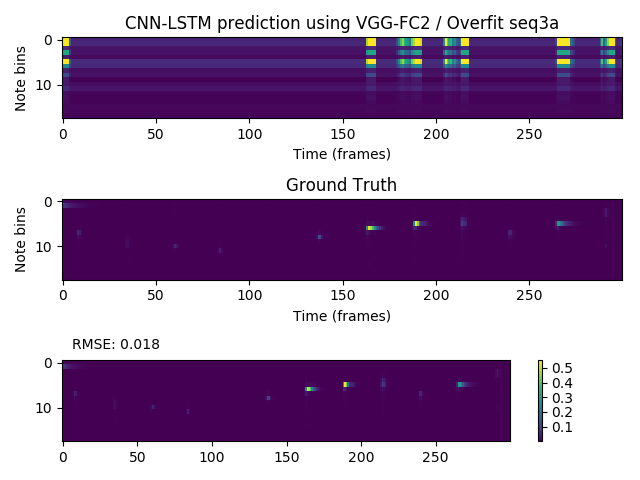 CNN-LSTM prediction using VGG-FC2 / Overfit seq3a
0
10
Note bins
0 50 100 150 200 250
Time (frames)
Ground Truth
0
10
Note bins
0 50 100 150 200 250
Time (frames)
RMSE: 0.018
0
10
0 50 100 150 200 250
0.5
0.4
0.3
0.2
0.1